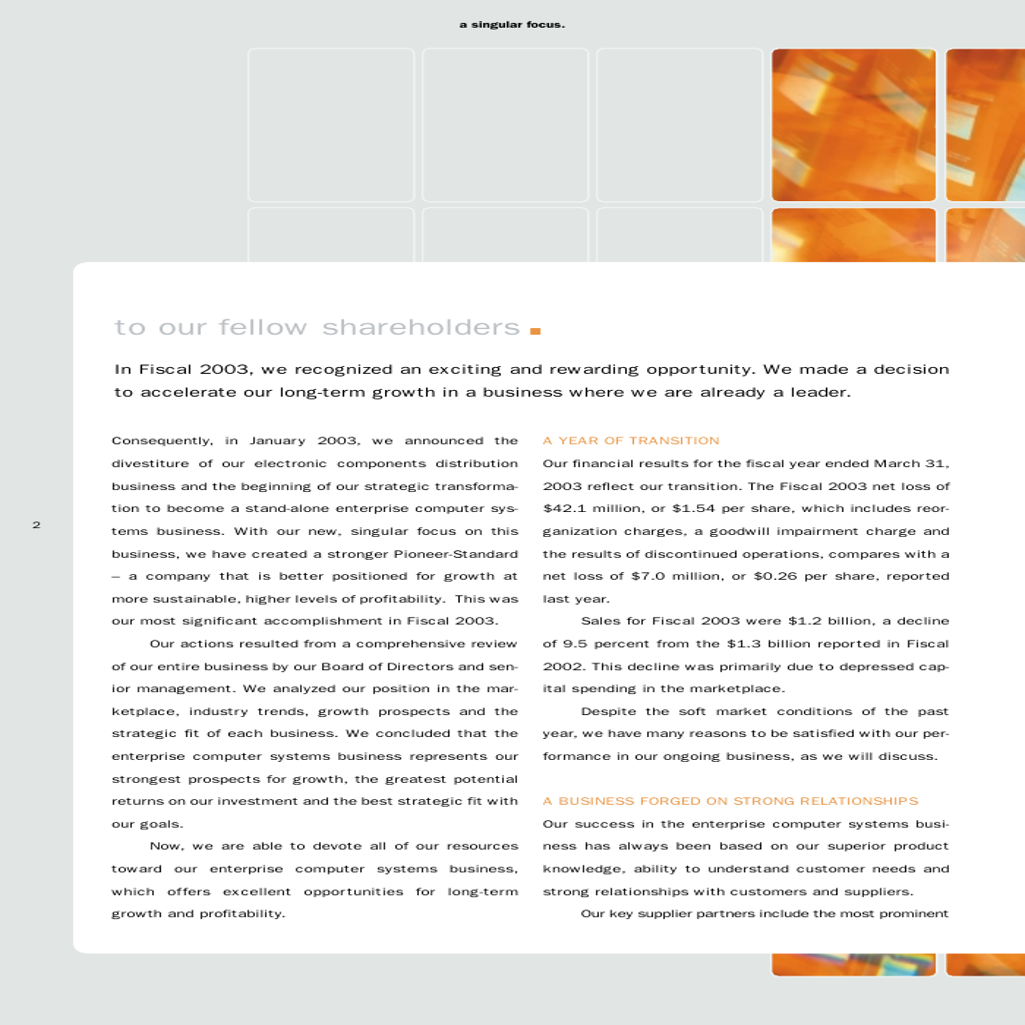 a singular focus.
to our fellow shareholders
In Fiscal 2003, we recognized an exciting and rewarding opportunity. We made a decision
to accelerate our long-term growth in a business where we are already a leader.
Consequently, in January 2003, we announced the
divestiture of our electronic components distribution
business and the beginning of our strategic transforma-
tion to become a stand-alone enterprise computer sys-
tems business. With our new, singular focus on this
business, we have created a stronger Pioneer-Standard
– a company that is better positioned for growth at
more sustainable, higher levels of profitability. This was
our most significant accomplishment in Fiscal 2003.
Our actions resulted from a comprehensive review
of our entire business by our Board of Directors and sen-
ior management. We analyzed our position in the mar-
ketplace, industry trends, growth prospects and the
strategic fit of each business. We concluded that the
enterprise computer systems business represents our
strongest prospects for growth, the greatest potential
returns on our investment and the best strategic fit with
our goals.
Now, we are able to devote all of our resources
toward our enterprise computer systems business,
which offers excellent opportunities for long-term
growth and profitability.
A YEAR OF TRANSITION
Our financial results for the fiscal year ended March 31,
2003 reflect our transition. The Fiscal 2003 net loss of
$42.1 million, or $1.54 per share, which includes reor-
ganization charges, a goodwill impairment charge and
the results of discontinued operations, compares with a
net loss of $7.0 million, or $0.26 per share, reported
last year.
Sales for Fiscal 2003 were $1.2 billion, a decline
of 9.5 percent from the $1.3 billion reported in Fiscal
2002. This decline was primarily due to depressed cap-
ital spending in the marketplace.
Despite the soft market conditions of the past
year, we have many reasons to be satisfied with our per-
formance in our ongoing business, as we will discuss.
A BUSINESS FORGED ON STRONG RELATIONSHIPS
Our success in the enterprise computer systems busi-
ness has always been based on our superior product
knowledge, ability to understand customer needs and
strong relationships with customers and suppliers.
Our key supplier partners include the most prominent
2